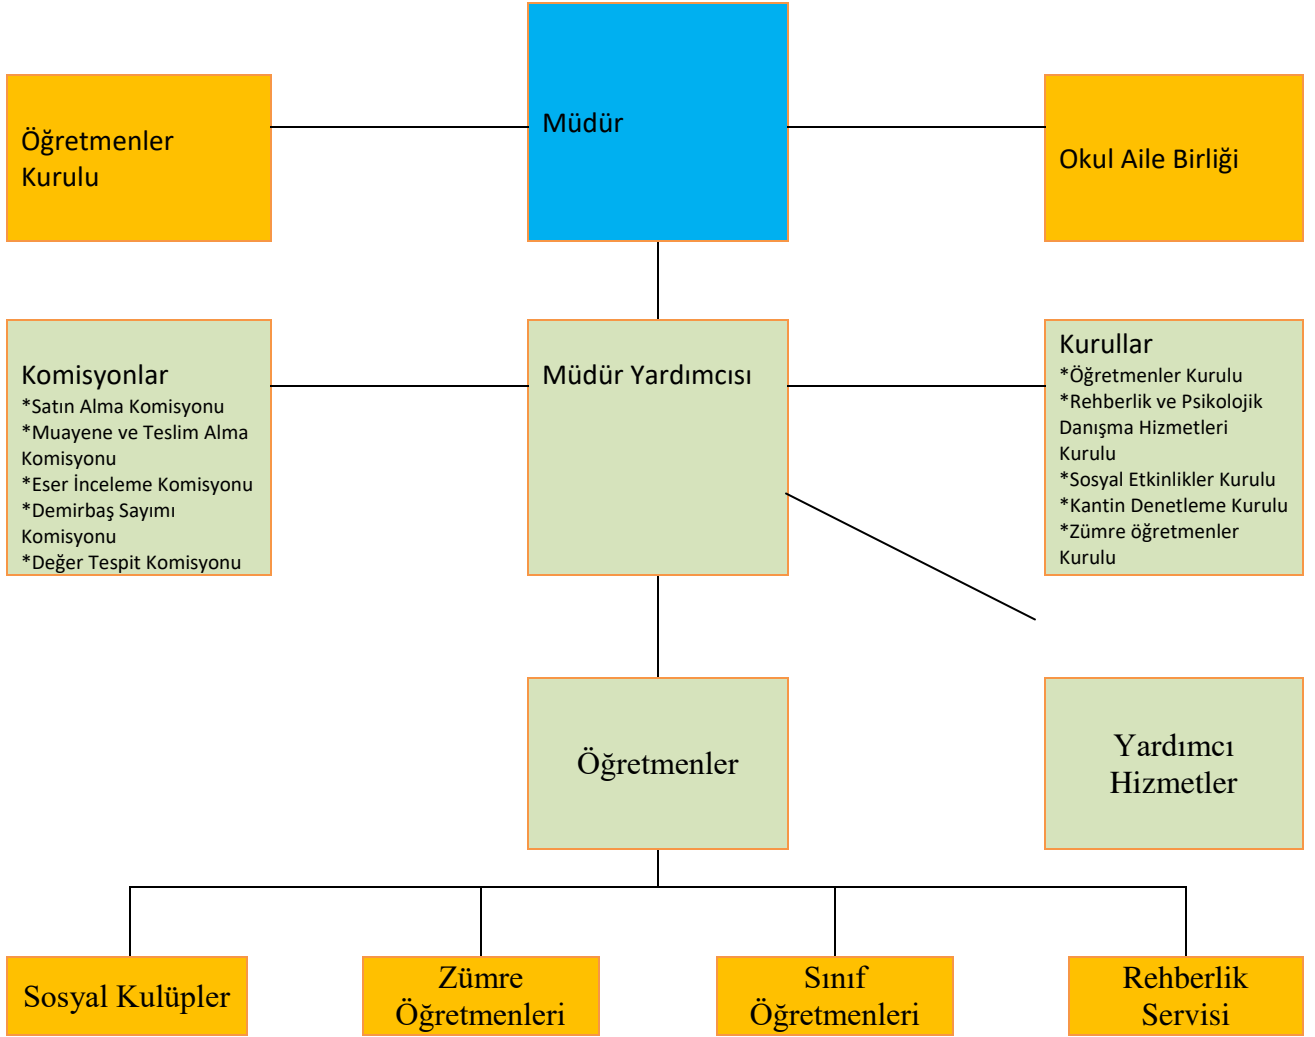 Müdür
Öğretmenler
Kurulu
Okul Aile Birliği
Komisyonlar
*Satın Alma Komisyonu
*Muayene ve Teslim Alma
Komisyonu
*Eser İnceleme Komisyonu
*Demirbaş Sayımı
Komisyonu
*Değer Tespit Komisyonu
Müdür Yardımcısı
Kurullar
*Öğretmenler Kurulu
*Rehberlik ve Psikolojik
Danışma Hizmetleri
Kurulu
*Sosyal Etkinlikler Kurulu
*Kantin Denetleme Kurulu
*Zümre öğretmenler
Kurulu
Öğretmenler
Yardımcı
Hizmetler
Sosyal Kulüpler
Zümre
Öğretmenleri
Sınıf
Öğretmenleri
Rehberlik
Servisi